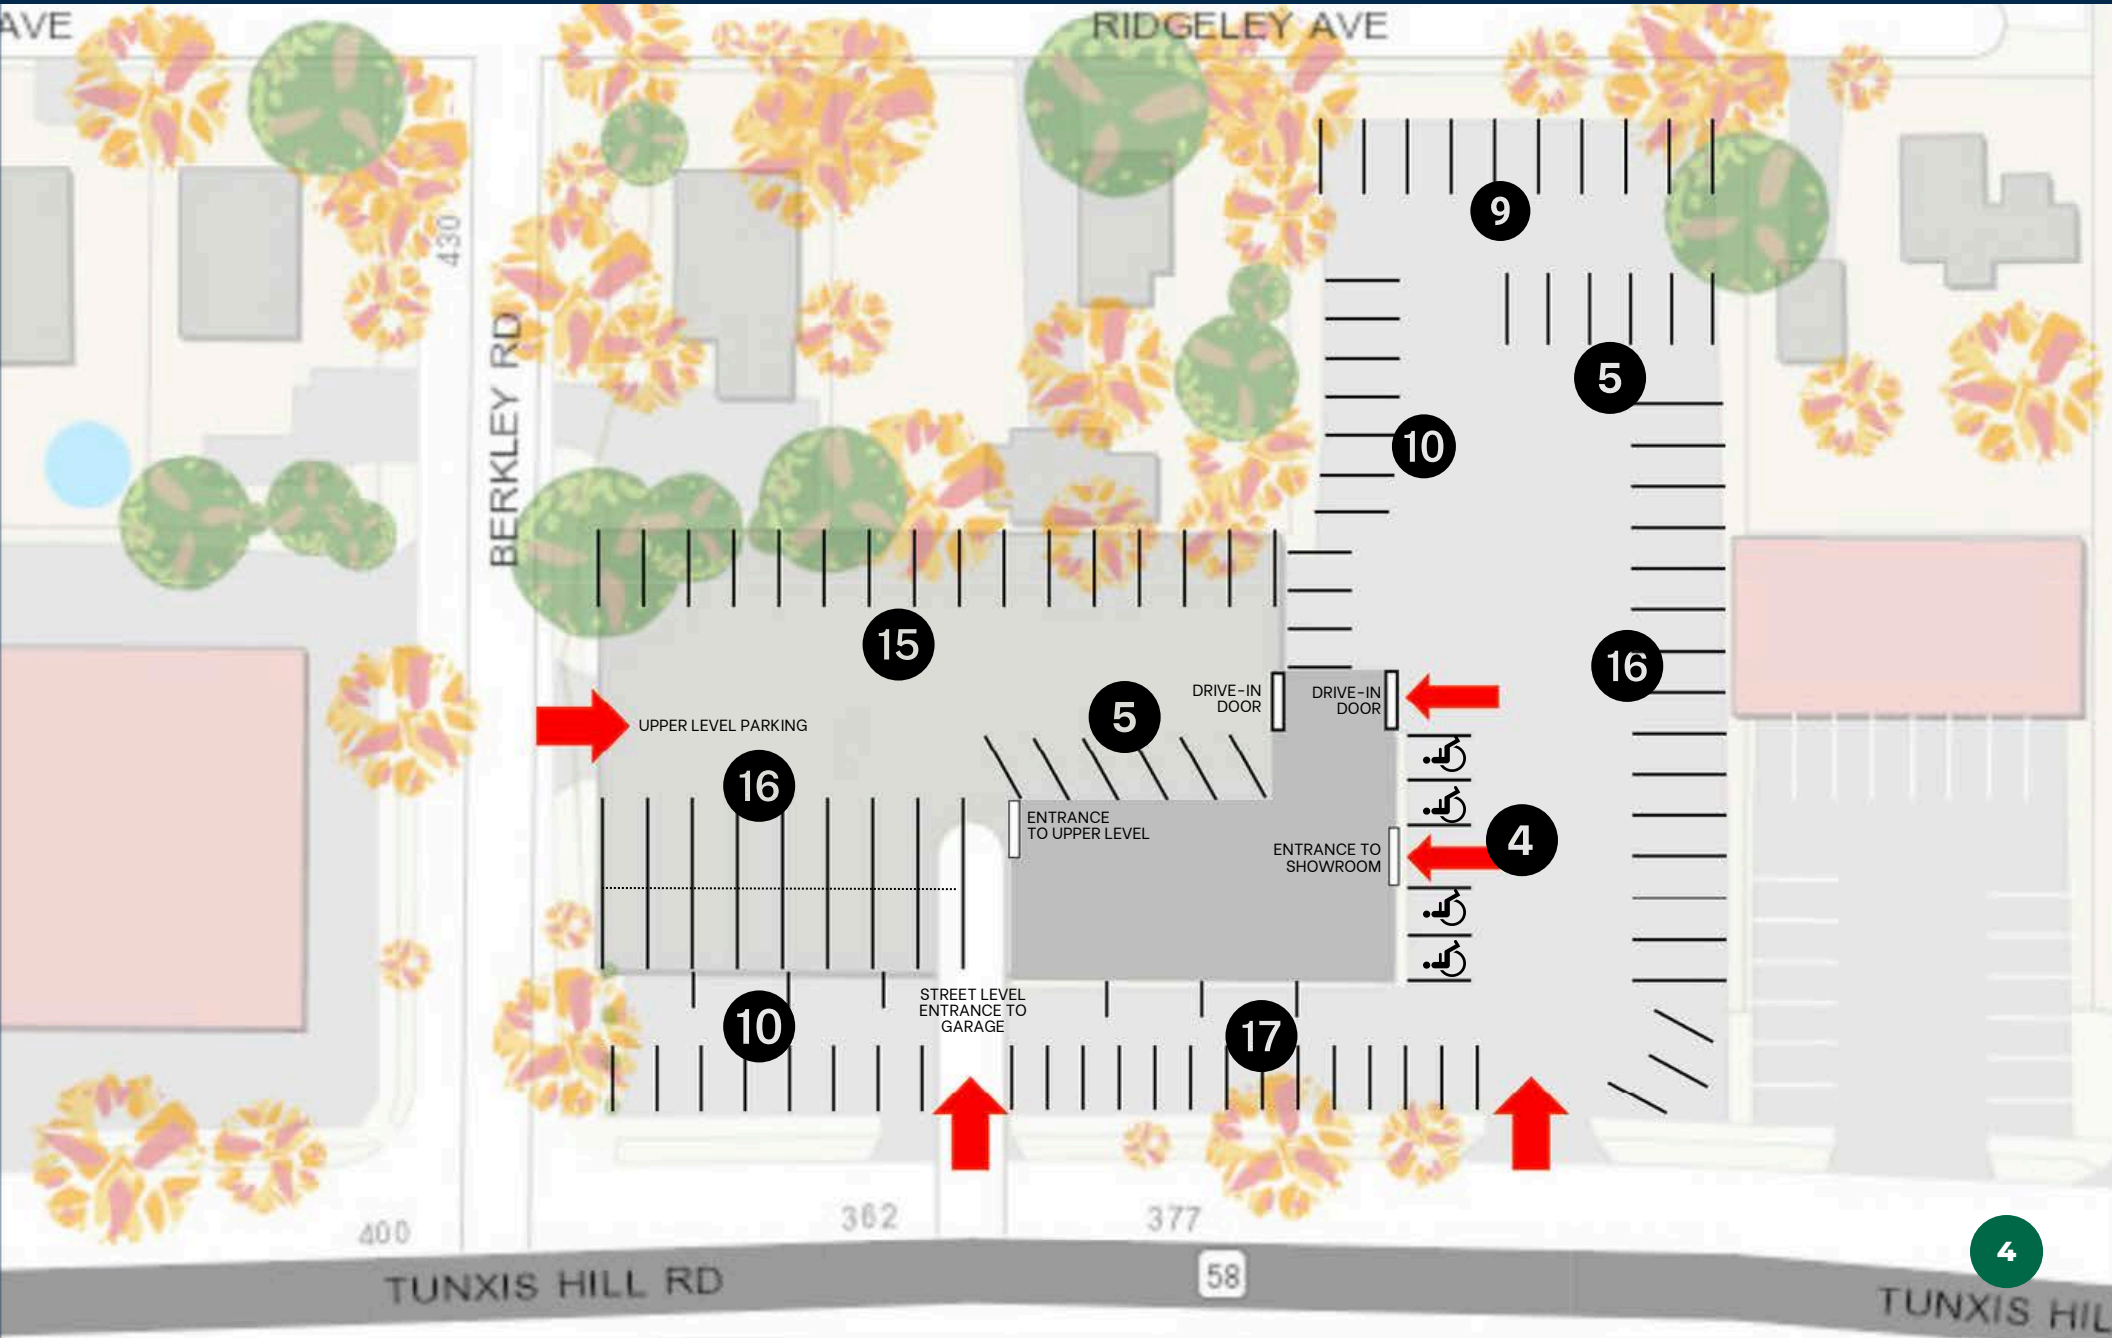 AVE
RIDGELEY AVE
430
BERKLEY RD
9
5
10
15
16
DRIVE-IN
DOOR
DRIVE-IN
DOOR
5
UPPER LEVEL PARKING
16
ENTRANCE
TO UPPER LEVEL
ENTRANCE TO
SHOWROOM
4
STREET LEVEL
ENTRANCE TO
GARAGE
10
17
400
362
377
58
TUNXIS HILL RD
4
TUNXIS HIL